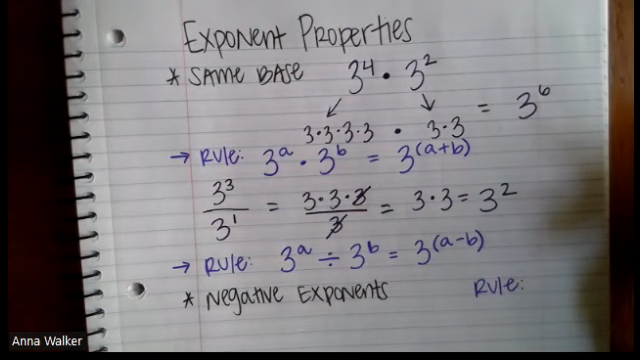 Exponent Properties
* SAME BASE 3⁴ • 3²
3•3•3•3 • 3•3 = 3⁶
→ RULE: 3ᵃ • 3ᵇ = 3⁽ᵃ⁺ᵇ⁾
3³/3¹ = 3•3•3/3 = 3•3 = 3²
→ RULE: 3ᵃ ÷ 3ᵇ = 3⁽ᵃ⁻ᵇ⁾
* Negative Exponents RULE:
Anna Walker